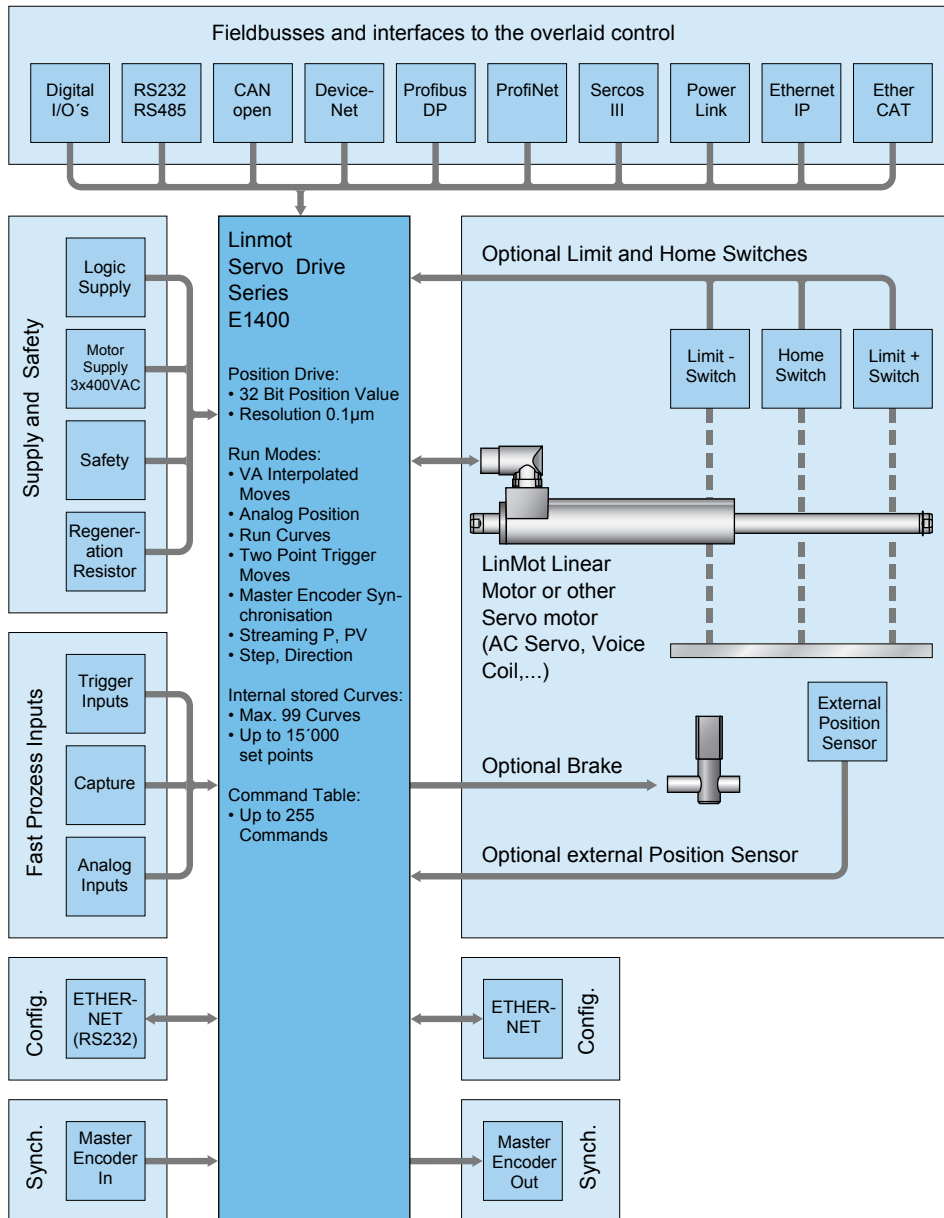 Fieldbusses and interfaces to the overlaid control
Digital
I/O´s
RS232
RS485
CAN
open
Device-
Net
Profibus
DP
ProfiNet
Sercos
III
Power
Link
Ethernet
IP
Ether
CAT
Supply and Safety
Logic
Supply
Motor
Supply
3x400VAC
Safety
Regener-
ation
Resistor
Fast Prozess Inputs
Trigger
Inputs
Capture
Analog
Inputs
Config.
ETHER-
NET
(RS232)
Synch.
Master
Encoder
In
Linmot
Servo Drive
Series
E1400
Position Drive:
• 32 Bit Position Value
• Resolution 0.1µm
Run Modes:
• VA Interpolated
Moves
• Analog Position
• Run Curves
• Two Point Trigger
Moves
• Master Encoder Syn-
chronisation
• Streaming P, PV
• Step, Direction
Internal stored Curves:
• Max. 99 Curves
• Up to 15´000
set points
Command Table:
• Up to 255
Commands
Optional Limit and Home Switches
Limit -
Switch
Home
Switch
Limit +
Switch
LinMot Linear
Motor or other
Servo motor
(AC Servo, Voice
Coil,...)
External
Position
Sensor
Optional Brake
Optional external Position Sensor
ETHER-
NET
Config.
Master
Encoder
Out
Synch.